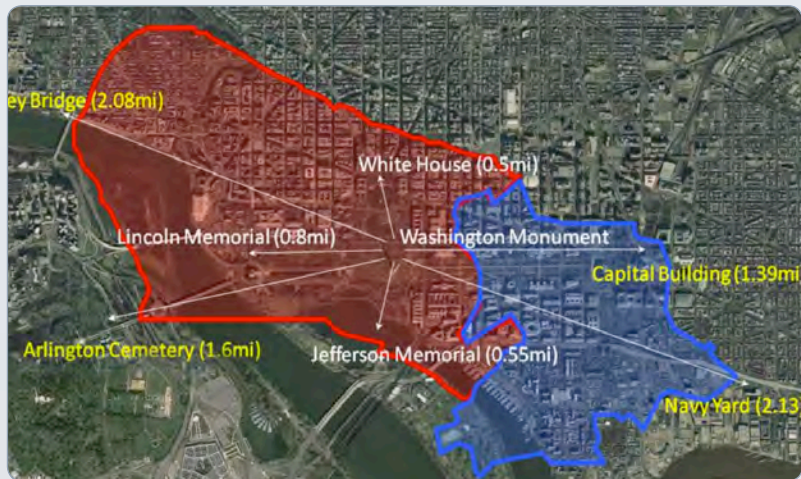 ey Bridge (2.08mi)
White House (0.5mi)
Lincoln Memorial (0.8mi)
Washington Monument
Capital Building (1.39mi
Arlington Cemetery (1.6mi)
Jefferson Memorial (0.55mi)
Navy Yard (2.13